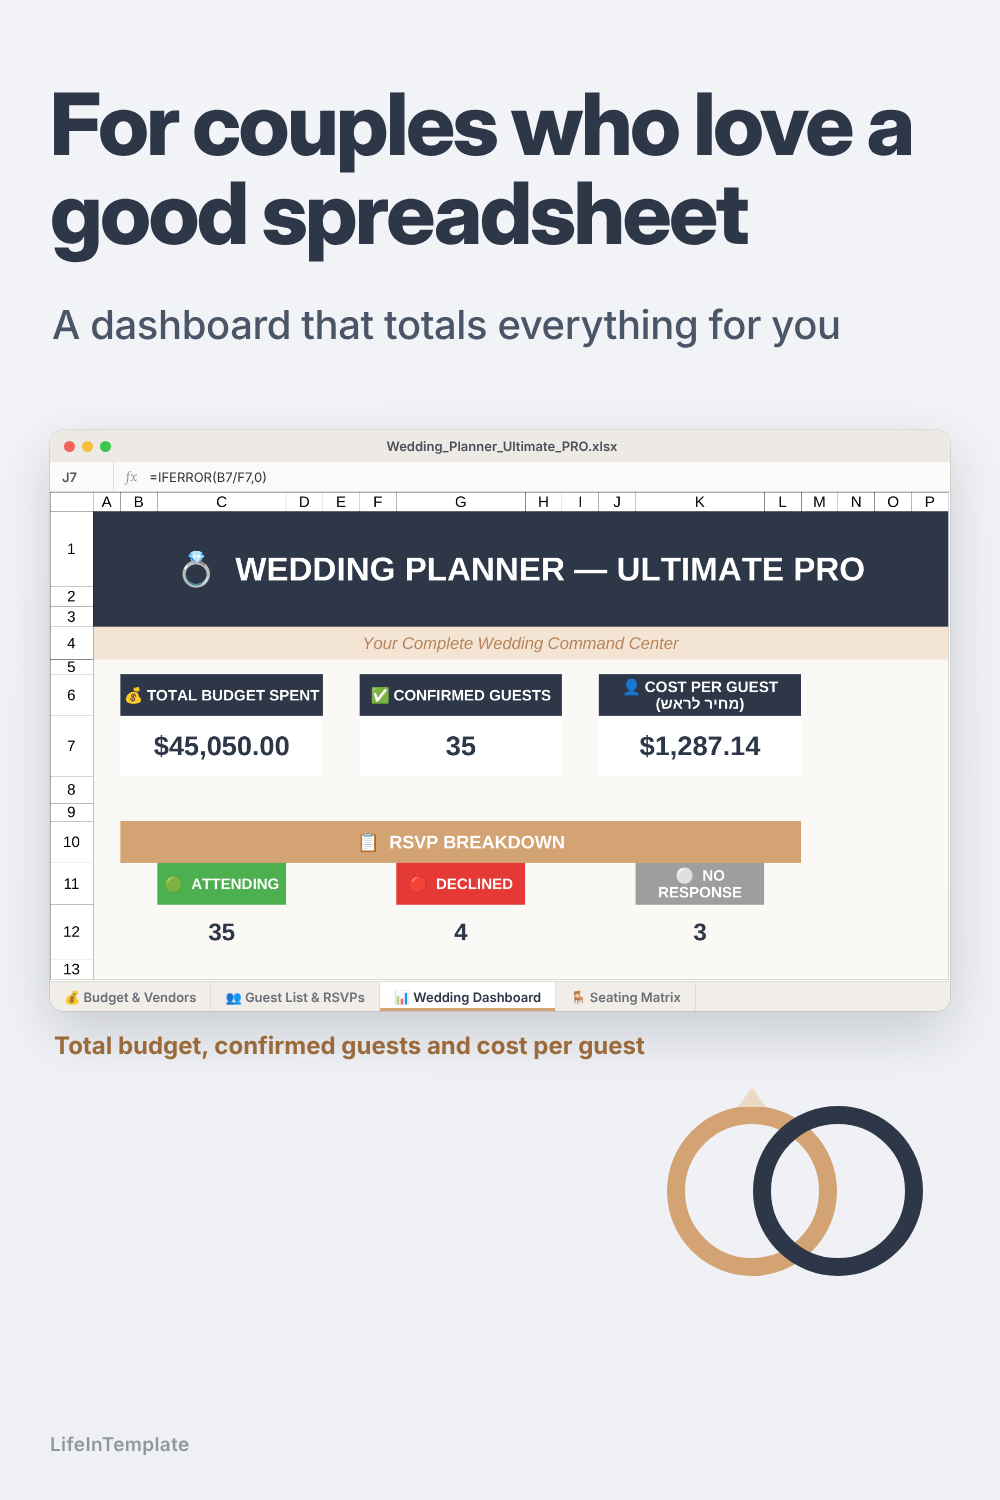 For couples who love a
good spreadsheet
A dashboard that totals everything for you
Wedding_Planner_Ultimate_PRO.xlsx
J7 fx =IFERROR(B7/F7,0)
A B C D E F G H I J K L M N O P
1 💍 WEDDING PLANNER — ULTIMATE PRO
2
3
4 Your Complete Wedding Command Center
5
6 💰 TOTAL BUDGET SPENT ✅ CONFIRMED GUESTS 👤 COST PER GUEST
(מחיר לראש)
7 $45,050.00 35 $1,287.14
8
9
10 📋 RSVP BREAKDOWN
11 🟢 ATTENDING 🔴 DECLINED ⚪ NO
RESPONSE
12 35 4 3
13
💰 Budget & Vendors 👥 Guest List & RSVPs 📊 Wedding Dashboard 🪑 Seating Matrix
Total budget, confirmed guests and cost per guest
LifeInTemplate